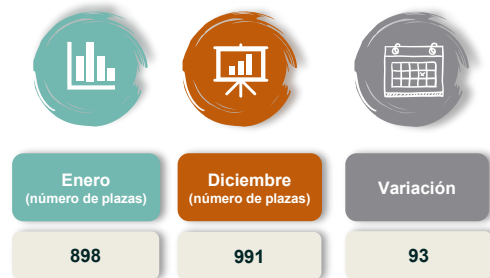 Enero
(número de plazas)
Diciembre
(número de plazas)
Variación
898
991
93